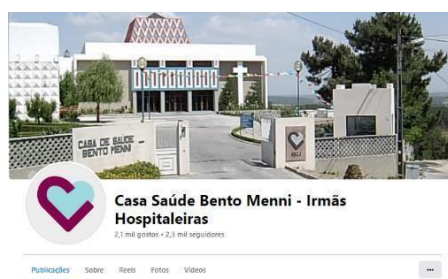 CASA DE SAÚDE
BENTO MENNI
Casa Saúde Bento Menni - Irmãs
Hospitaleiras
2,1 mil gostos • 2,3 mil seguidores
Publicações Sobre Reels Fotos Vídeos